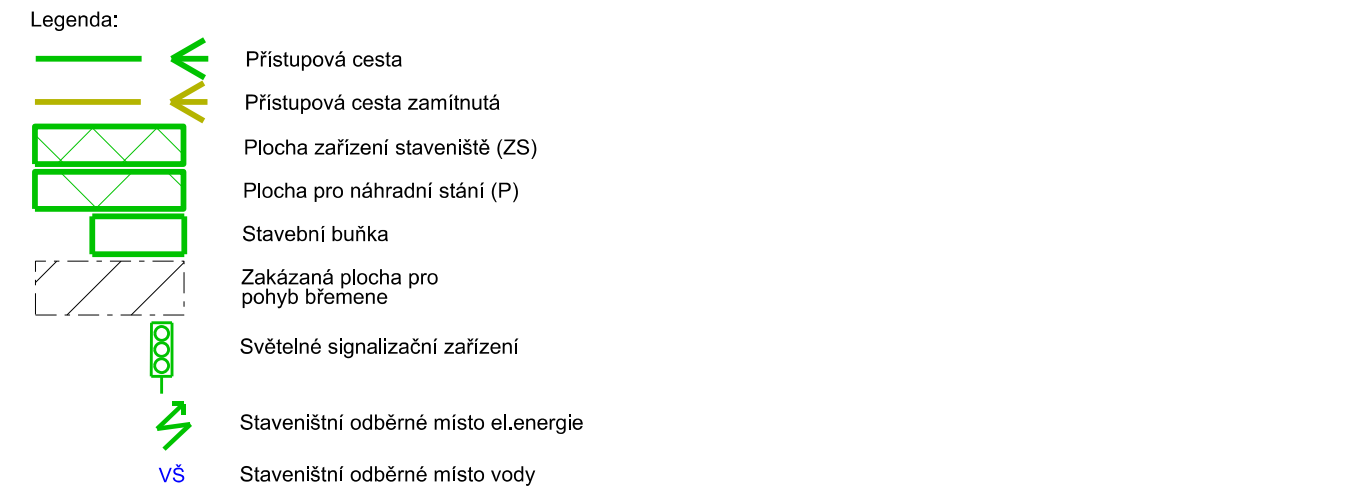 Legenda:
Přístupová cesta
Přístupová cesta zamítnutá
Plocha zařízení staveniště (ZS)
Plocha pro náhradní stání (P)
Stavební buňka
Zakázaná plocha pro
pohyb břemene
Světelné signalizační zařízení
Staveništní odběrné místo el.energie
VŠ Staveništní odběrné místo vody